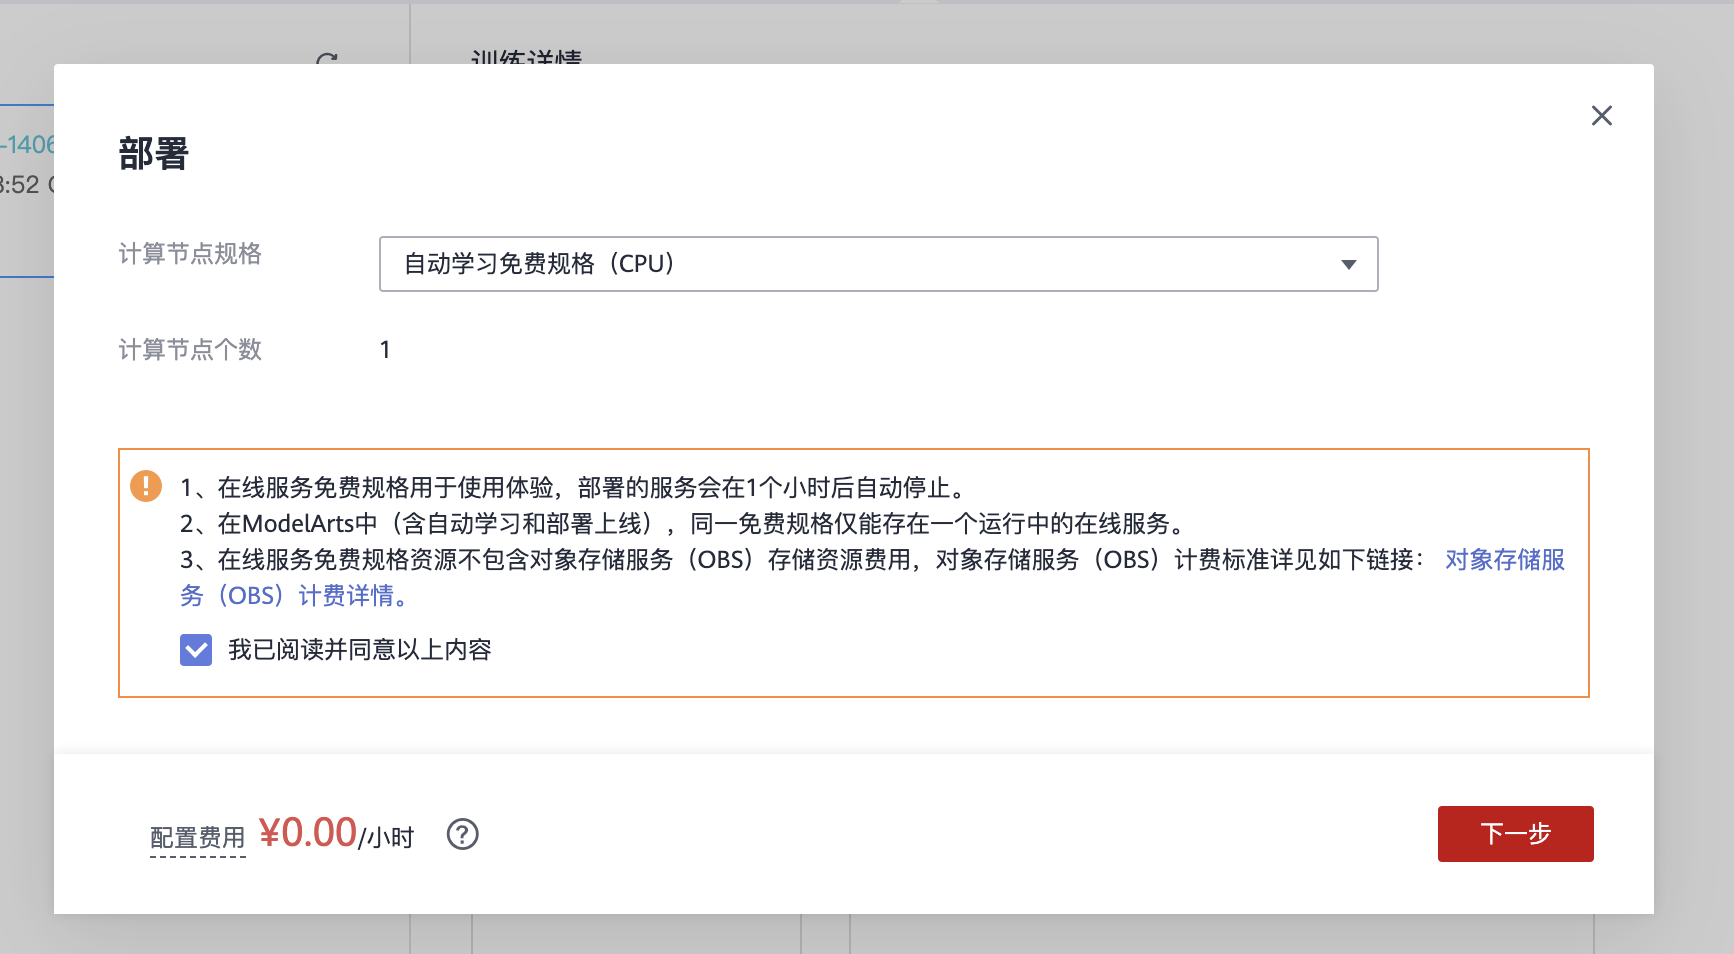 训练详情
-1406
3:52
部署
计算节点规格
自动学习免费规格（CPU）
计算节点个数
1
1、在线服务免费规格用于使用体验，部署的服务会在1个小时后自动停止。
2、在ModelArts中（含自动学习和部署上线），同一免费规格仅能存在一个运行中的在线服务。
3、在线服务免费规格资源不包含对象存储服务（OBS）存储资源费用，对象存储服务（OBS）计费标准详见如下链接： 对象存储服
务（OBS）计费详情。
我已阅读并同意以上内容
配置费用 ¥0.00/小时
下一步